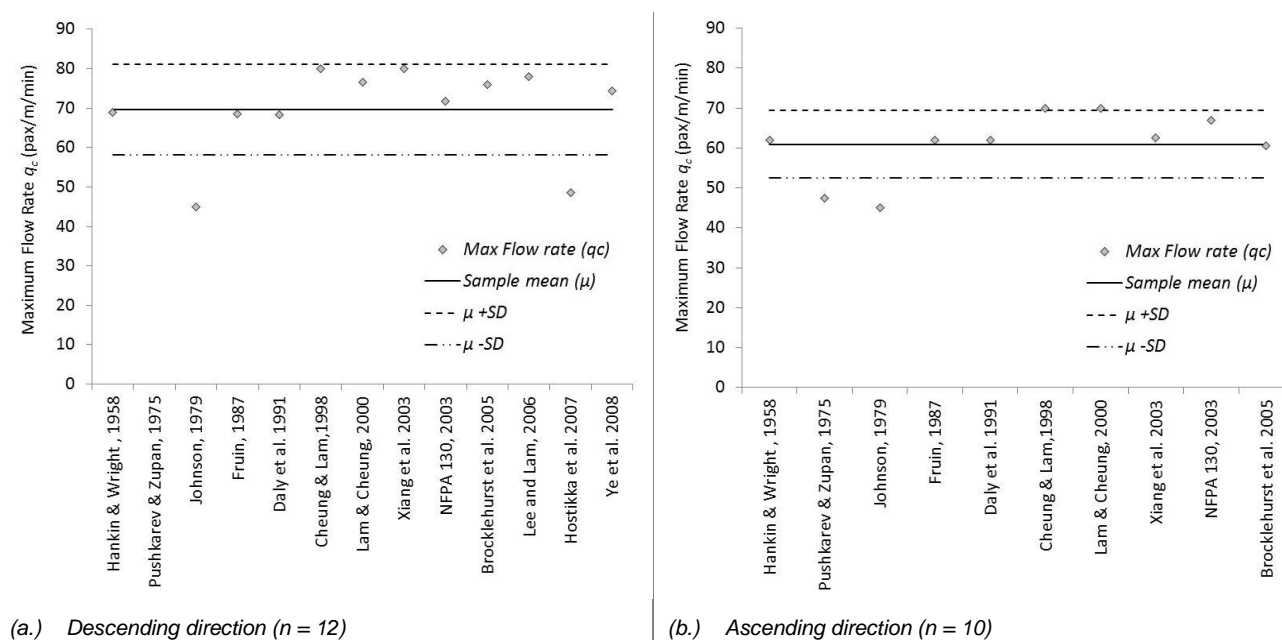 Maximum Flow Rate qc (pax/m/min)
90
80
70
60
50
40
30
20
10
0
Max Flow rate (qc)
Sample mean (μ)
μ +SD
μ -SD
Hankin & Wright , 1958
Pushkarev & Zupan, 1975
Johnson, 1979
Fruin, 1987
Daly et al. 1991
Cheung & Lam,1998
Lam & Cheung, 2000
Xiang et al. 2003
NFPA 130, 2003
Brocklehurst et al. 2005
Lee and Lam, 2006
Hostikka et al. 2007
Ye et al. 2008
(a.) Descending direction (n = 12)
Maximum Flow Rate qc (pax/m/min)
90
80
70
60
50
40
30
20
10
0
Max Flow rate (qc)
Sample mean (μ)
μ +SD
μ -SD
Hankin & Wright , 1958
Pushkarev & Zupan, 1975
Johnson, 1979
Fruin, 1987
Daly et al. 1991
Cheung & Lam,1998
Lam & Cheung, 2000
Xiang et al. 2003
NFPA 130, 2003
Brocklehurst et al. 2005
(b.) Ascending direction (n = 10)